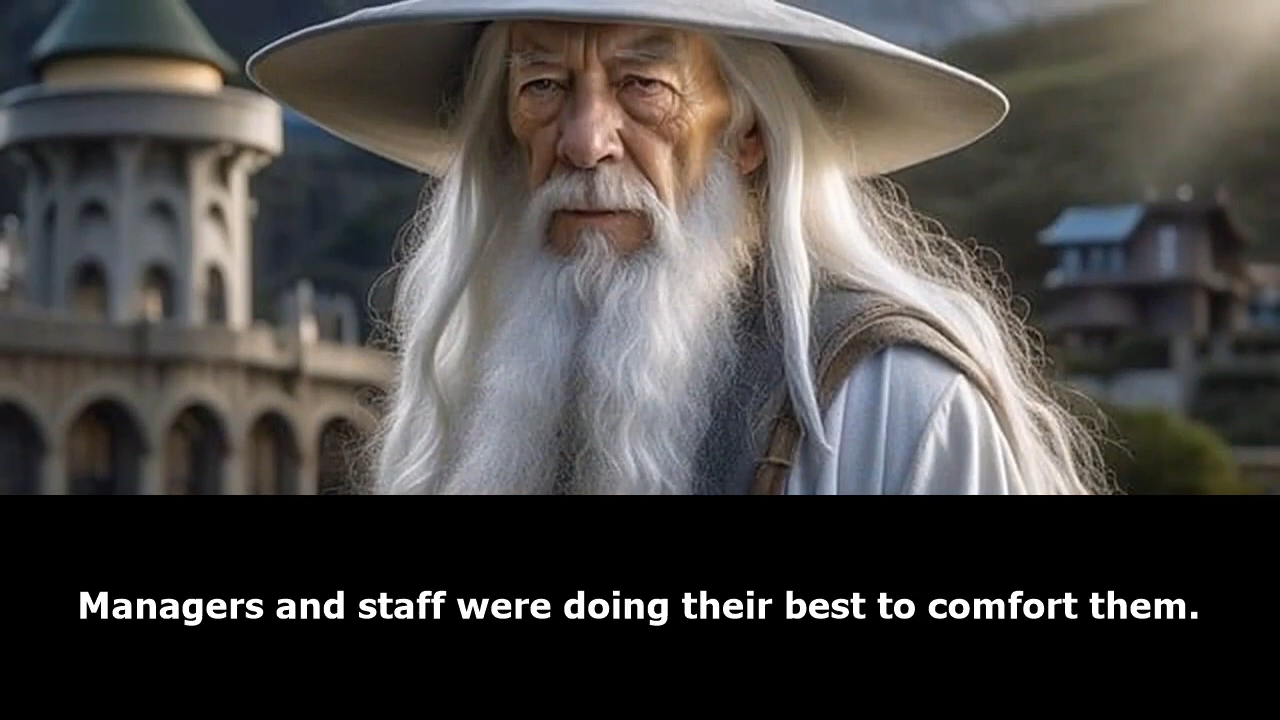 Managers and staff were doing their best to comfort them.